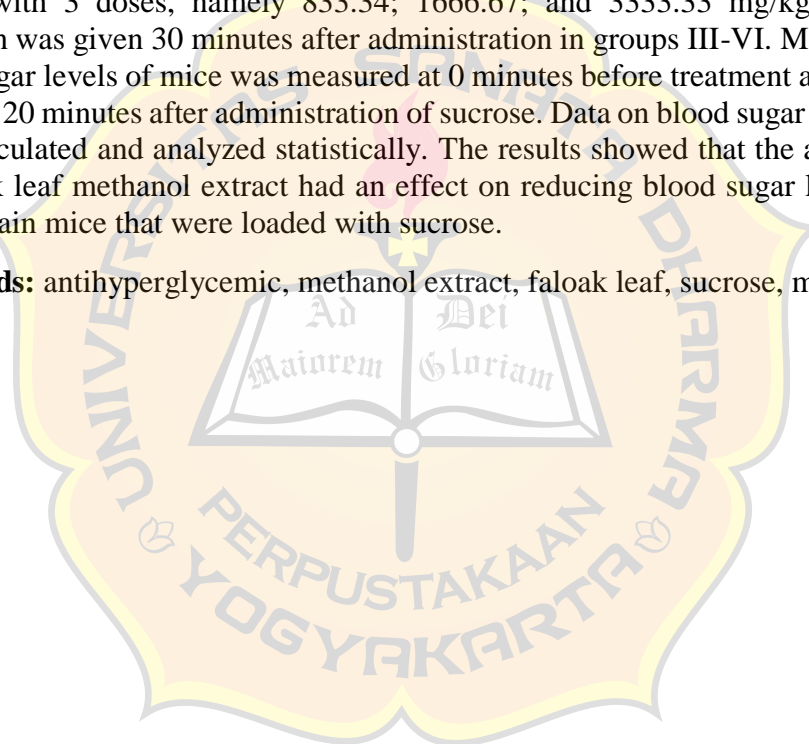 with 3 doses, namely 833.34; 1666.67; and 3333.33 mg/kg
n was given 30 minutes after administration in groups III-VI. M
gar levels of mice was measured at 0 minutes before treatment a
20 minutes after administration of sucrose. Data on blood sugar
culated and analyzed statistically. The results showed that the a
k leaf methanol extract had an effect on reducing blood sugar l
ain mice that were loaded with sucrose.
ds: antihyperglycemic, methanol extract, faloak leaf, sucrose, m
UNIVERSITAS SANATA DHARMA
Ad Maiorem
Dei Gloriam
PERPUSTAKAAN
YOGYAKARTA